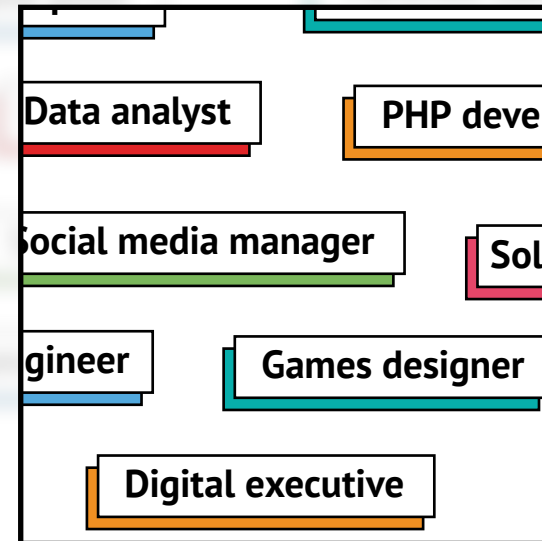 Data analyst
PHP deve
Social media manager
Sol
gineer
Games designer
Digital executive